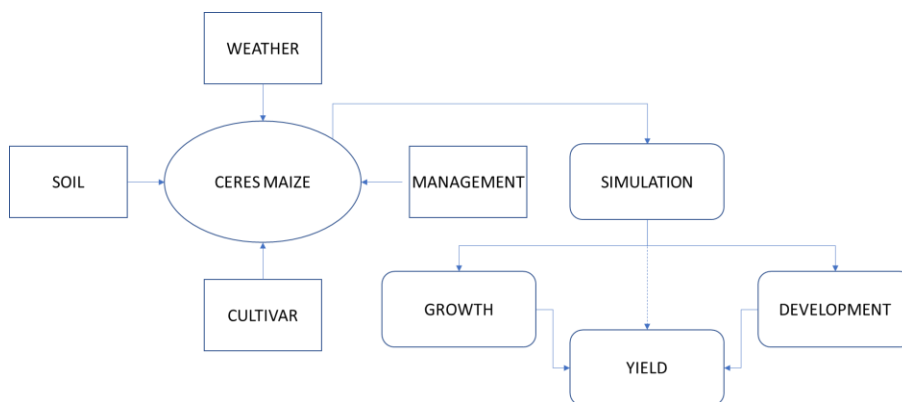 WEATHER
SOIL
CERES MAIZE
MANAGEMENT
SIMULATION
CULTIVAR
GROWTH
DEVELOPMENT
YIELD